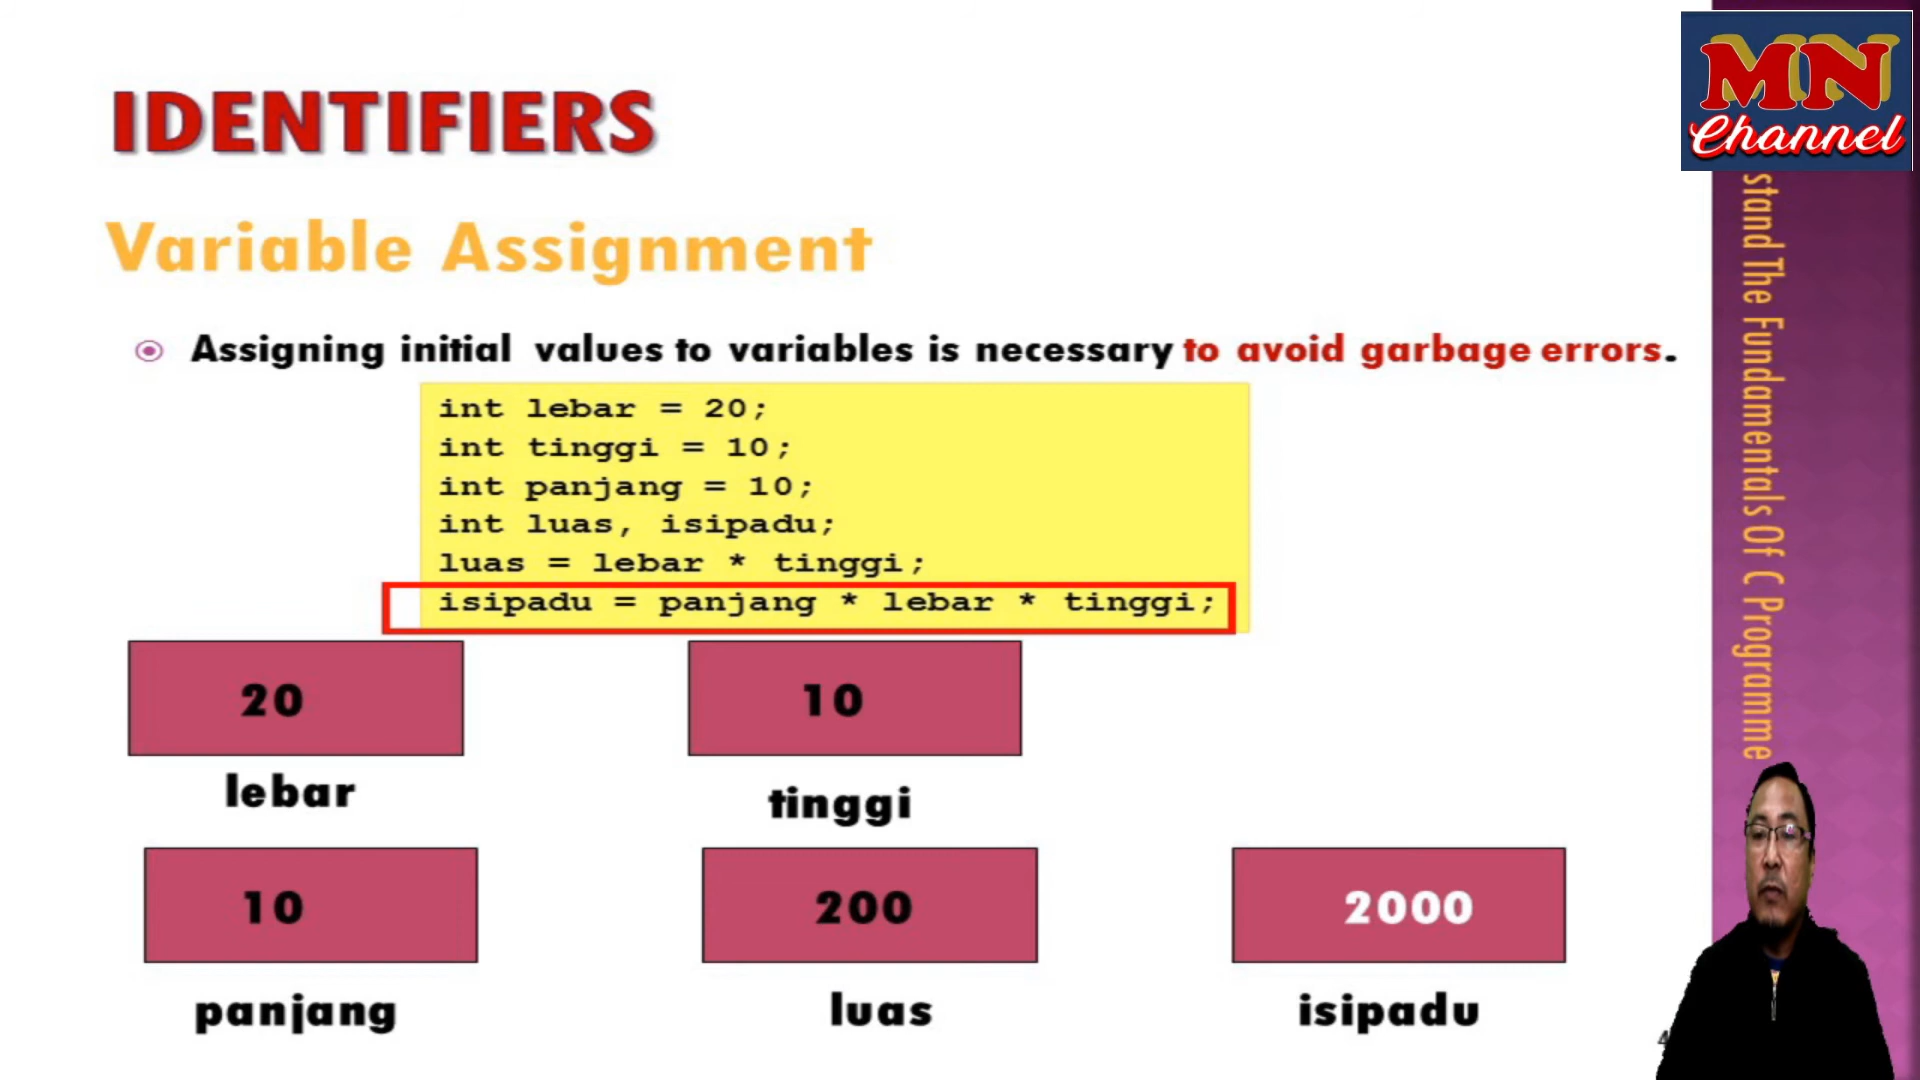 MN
Channel
IDENTIFIERS
Variable Assignment
Assigning initial values to variables is necessary to avoid garbage errors.
int lebar = 20;
int tinggi = 10;
int panjang = 10;
int luas, isipadu;
luas = lebar * tinggi;
isipadu = panjang * lebar * tinggi;
20
10
lebar
tinggi
10
200
2000
panjang
luas
isipadu
stand The Fundamentals Of C Programme
4